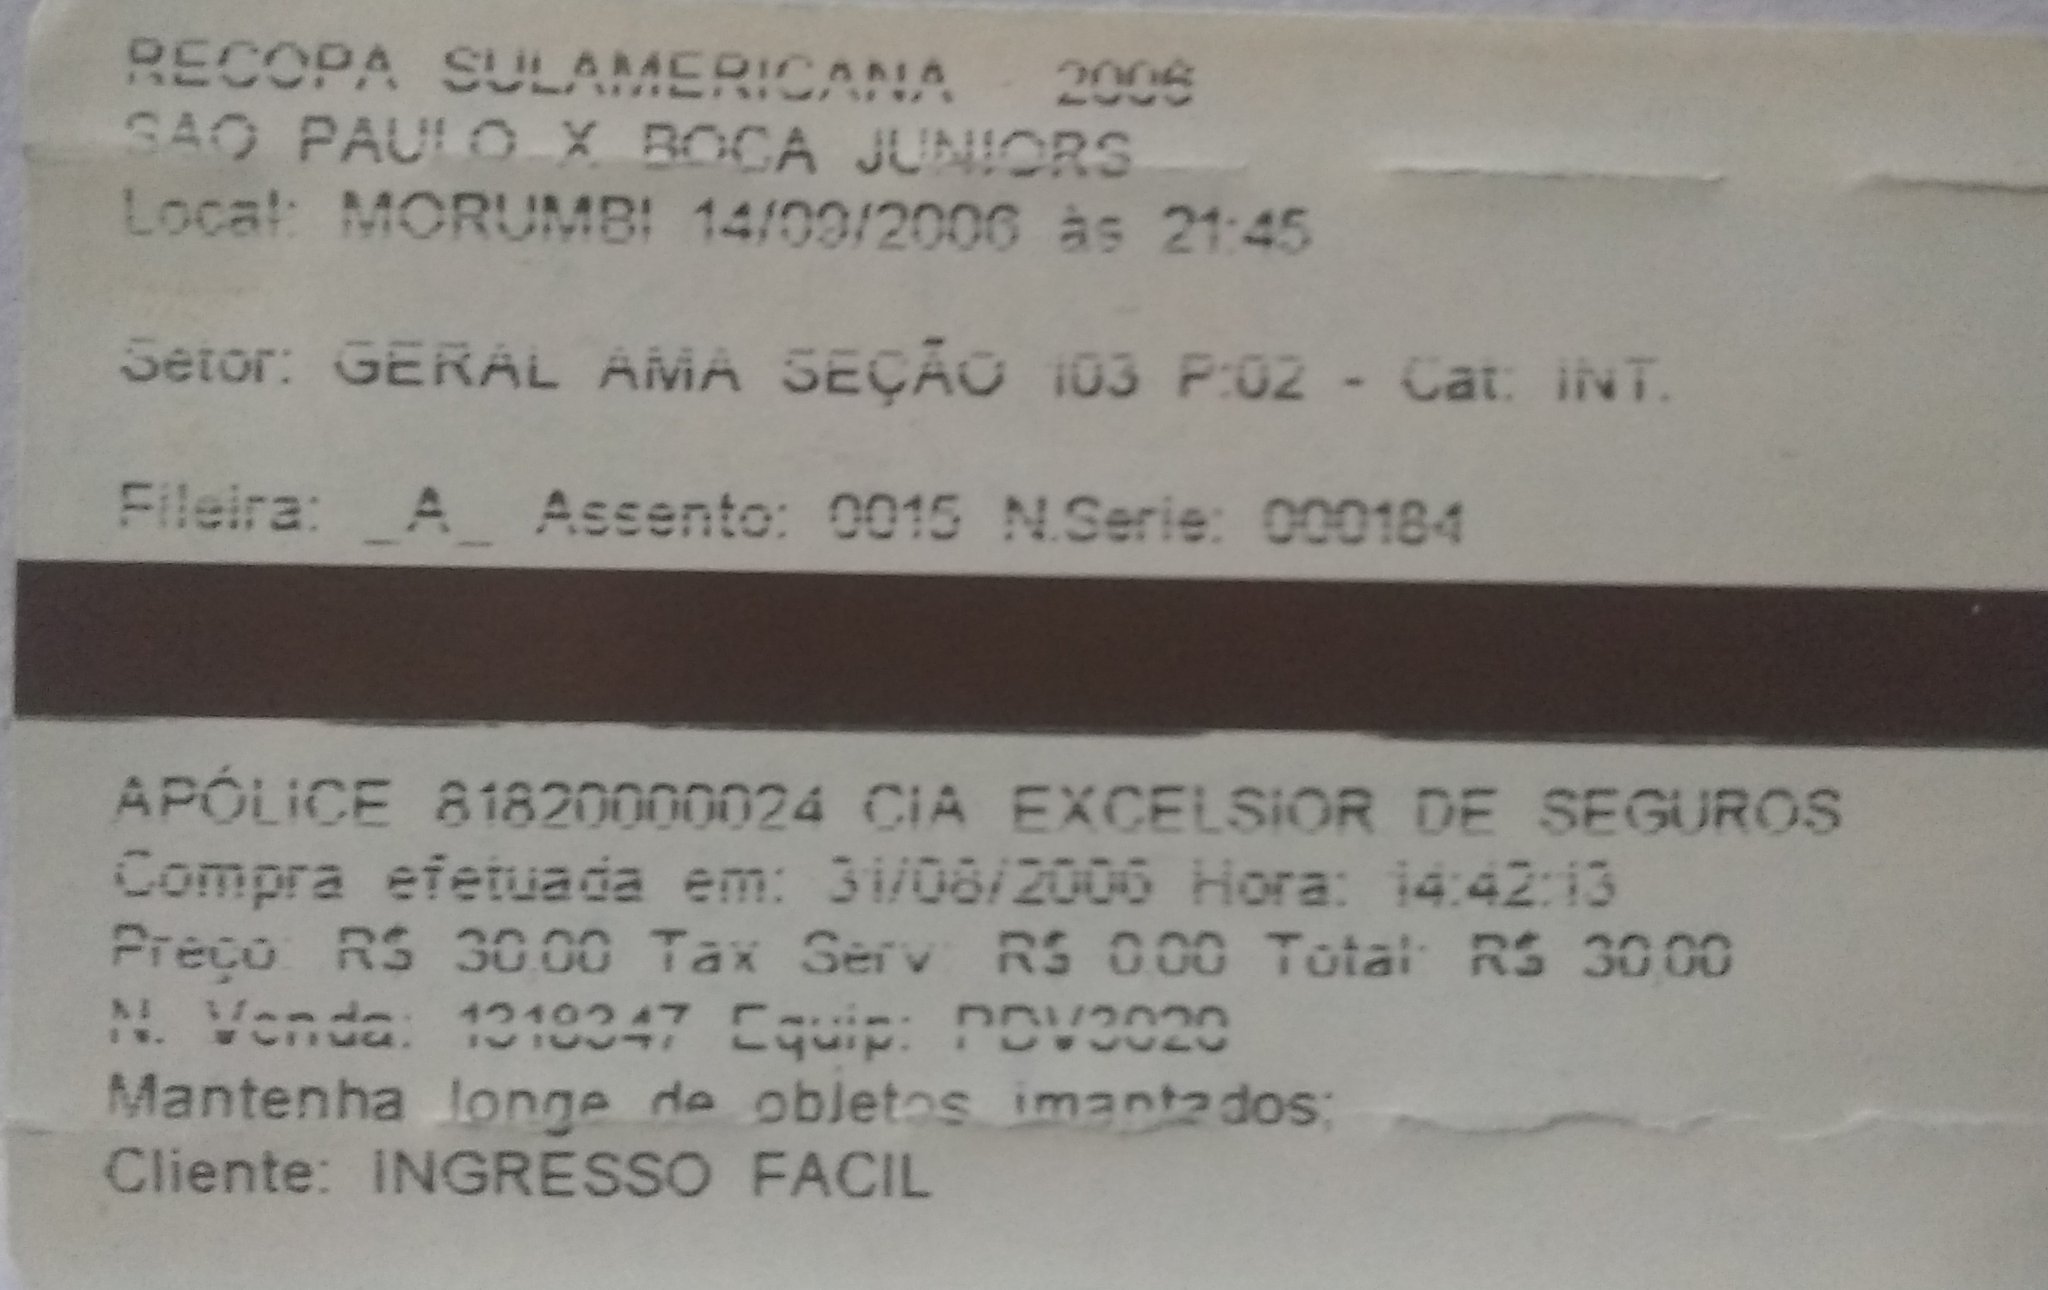 RECOPA SULAMERICANA - 2006
SAO PAULO X BOCA JUNIORS
Local: MORUMBI 14/09/2006 às 21:45
Setor: GERAL AMA SEÇÃO 103 P:02 - Cat: INT.
Fileira: _A_ Assento: 0015 N.Serie: 000184
APÓLICE 81820000024 CIA EXCELSIOR DE SEGUROS
Compra efetuada em: 31/08/2006 Hora: 14:42:13
Preço: R$ 30.00 Tax Serv: R$ 0.00 Total: R$ 30.00
N. Venda: Equip: PDV3020
Mantenha longe de objetos imantados;
Cliente: INGRESSO FACIL